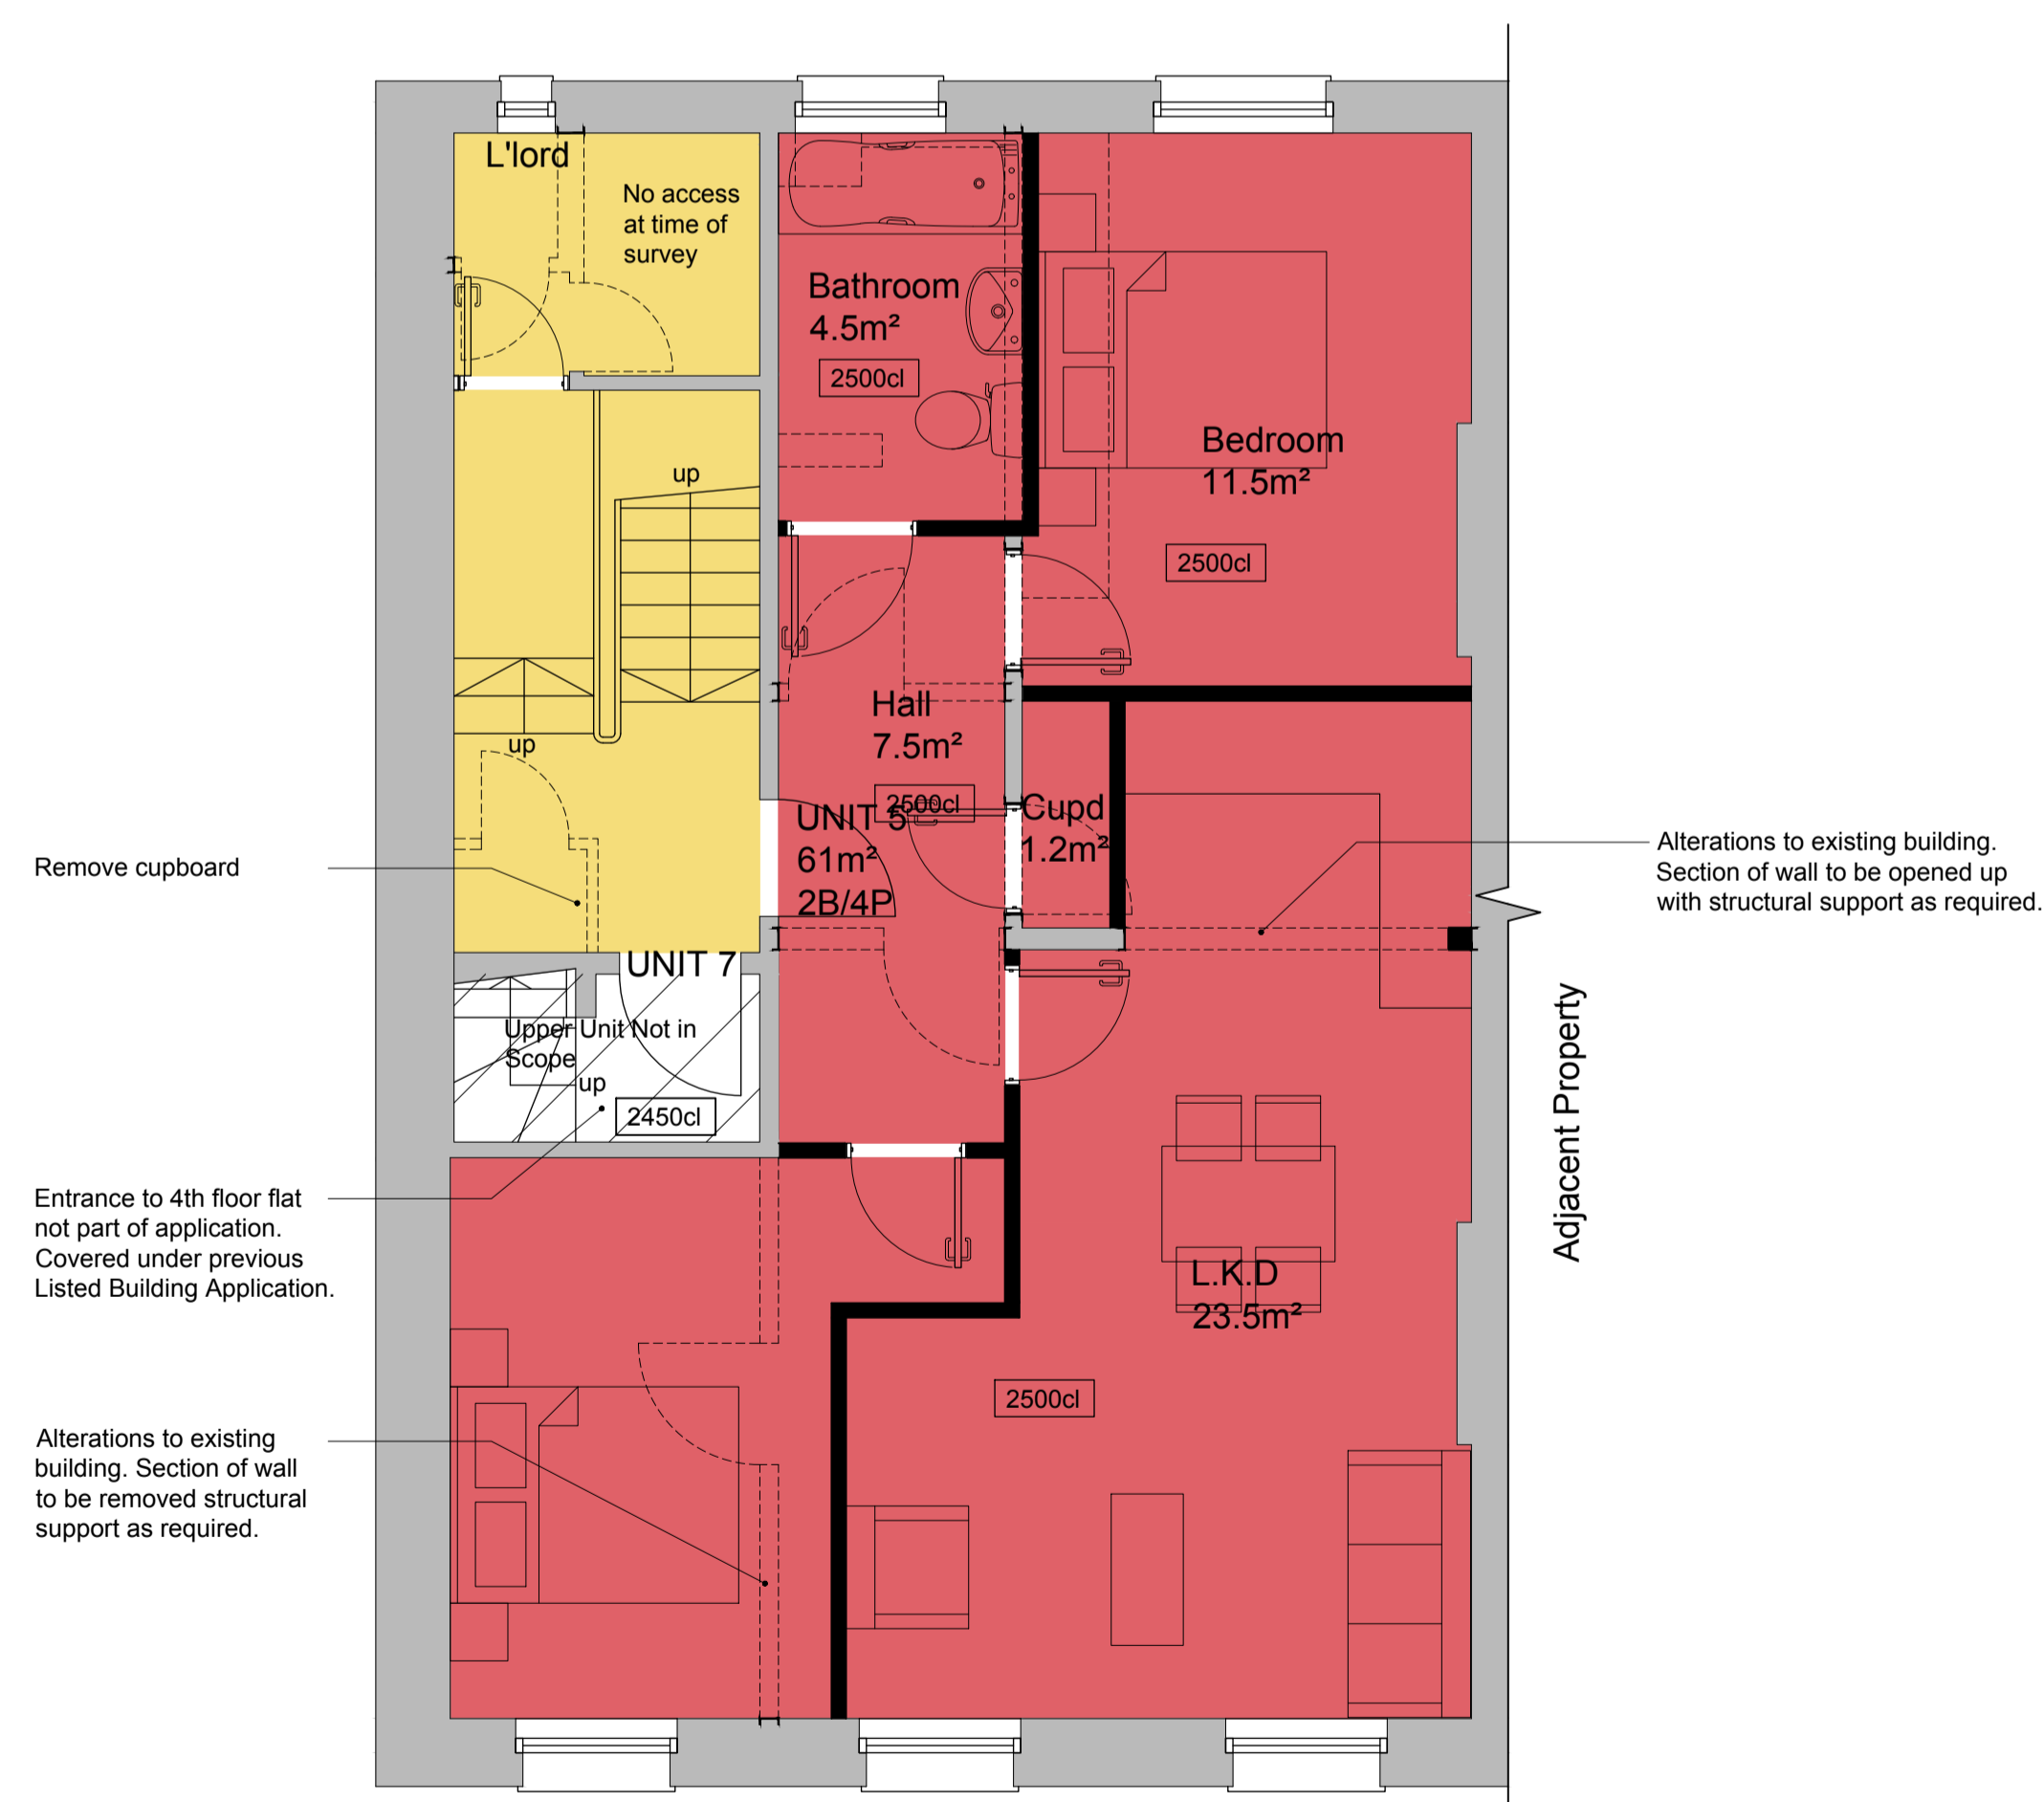 L'lord
No access
at time of
survey
Bathroom
4.5m²
2500cl
Bedroom
11.5m²
2500cl
up
up
Hall
7.5m²
2500cl
UNIT 5
61m²
2B/4P
Cupd
1.2m²
Remove cupboard
Alterations to existing building.
Section of wall to be opened up
with structural support as required.
UNIT 7
Upper Unit Not in
Scope
up
2450cl
Adjacent Property
Entrance to 4th floor flat
not part of application.
Covered under previous
Listed Building Application.
L.K.D
23.5m²
2500cl
Alterations to existing
building. Section of wall
to be removed structural
support as required.